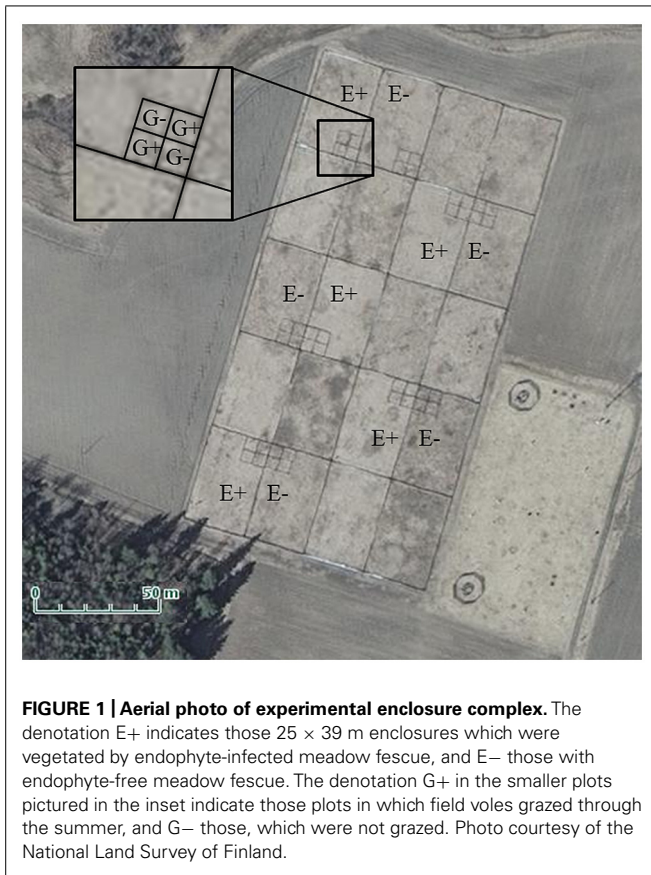 E+ E-
G- G+
G+ G-
E+ E-
E- E+
E+ E-
E+ E-
0 50 m
FIGURE 1 | Aerial photo of experimental enclosure complex. The
denotation E+ indicates those 25 × 39 m enclosures which were
vegetated by endophyte-infected meadow fescue, and E− those with
endophyte-free meadow fescue. The denotation G+ in the smaller plots
pictured in the inset indicate those plots in which field voles grazed through
the summer, and G− those, which were not grazed. Photo courtesy of the
National Land Survey of Finland.